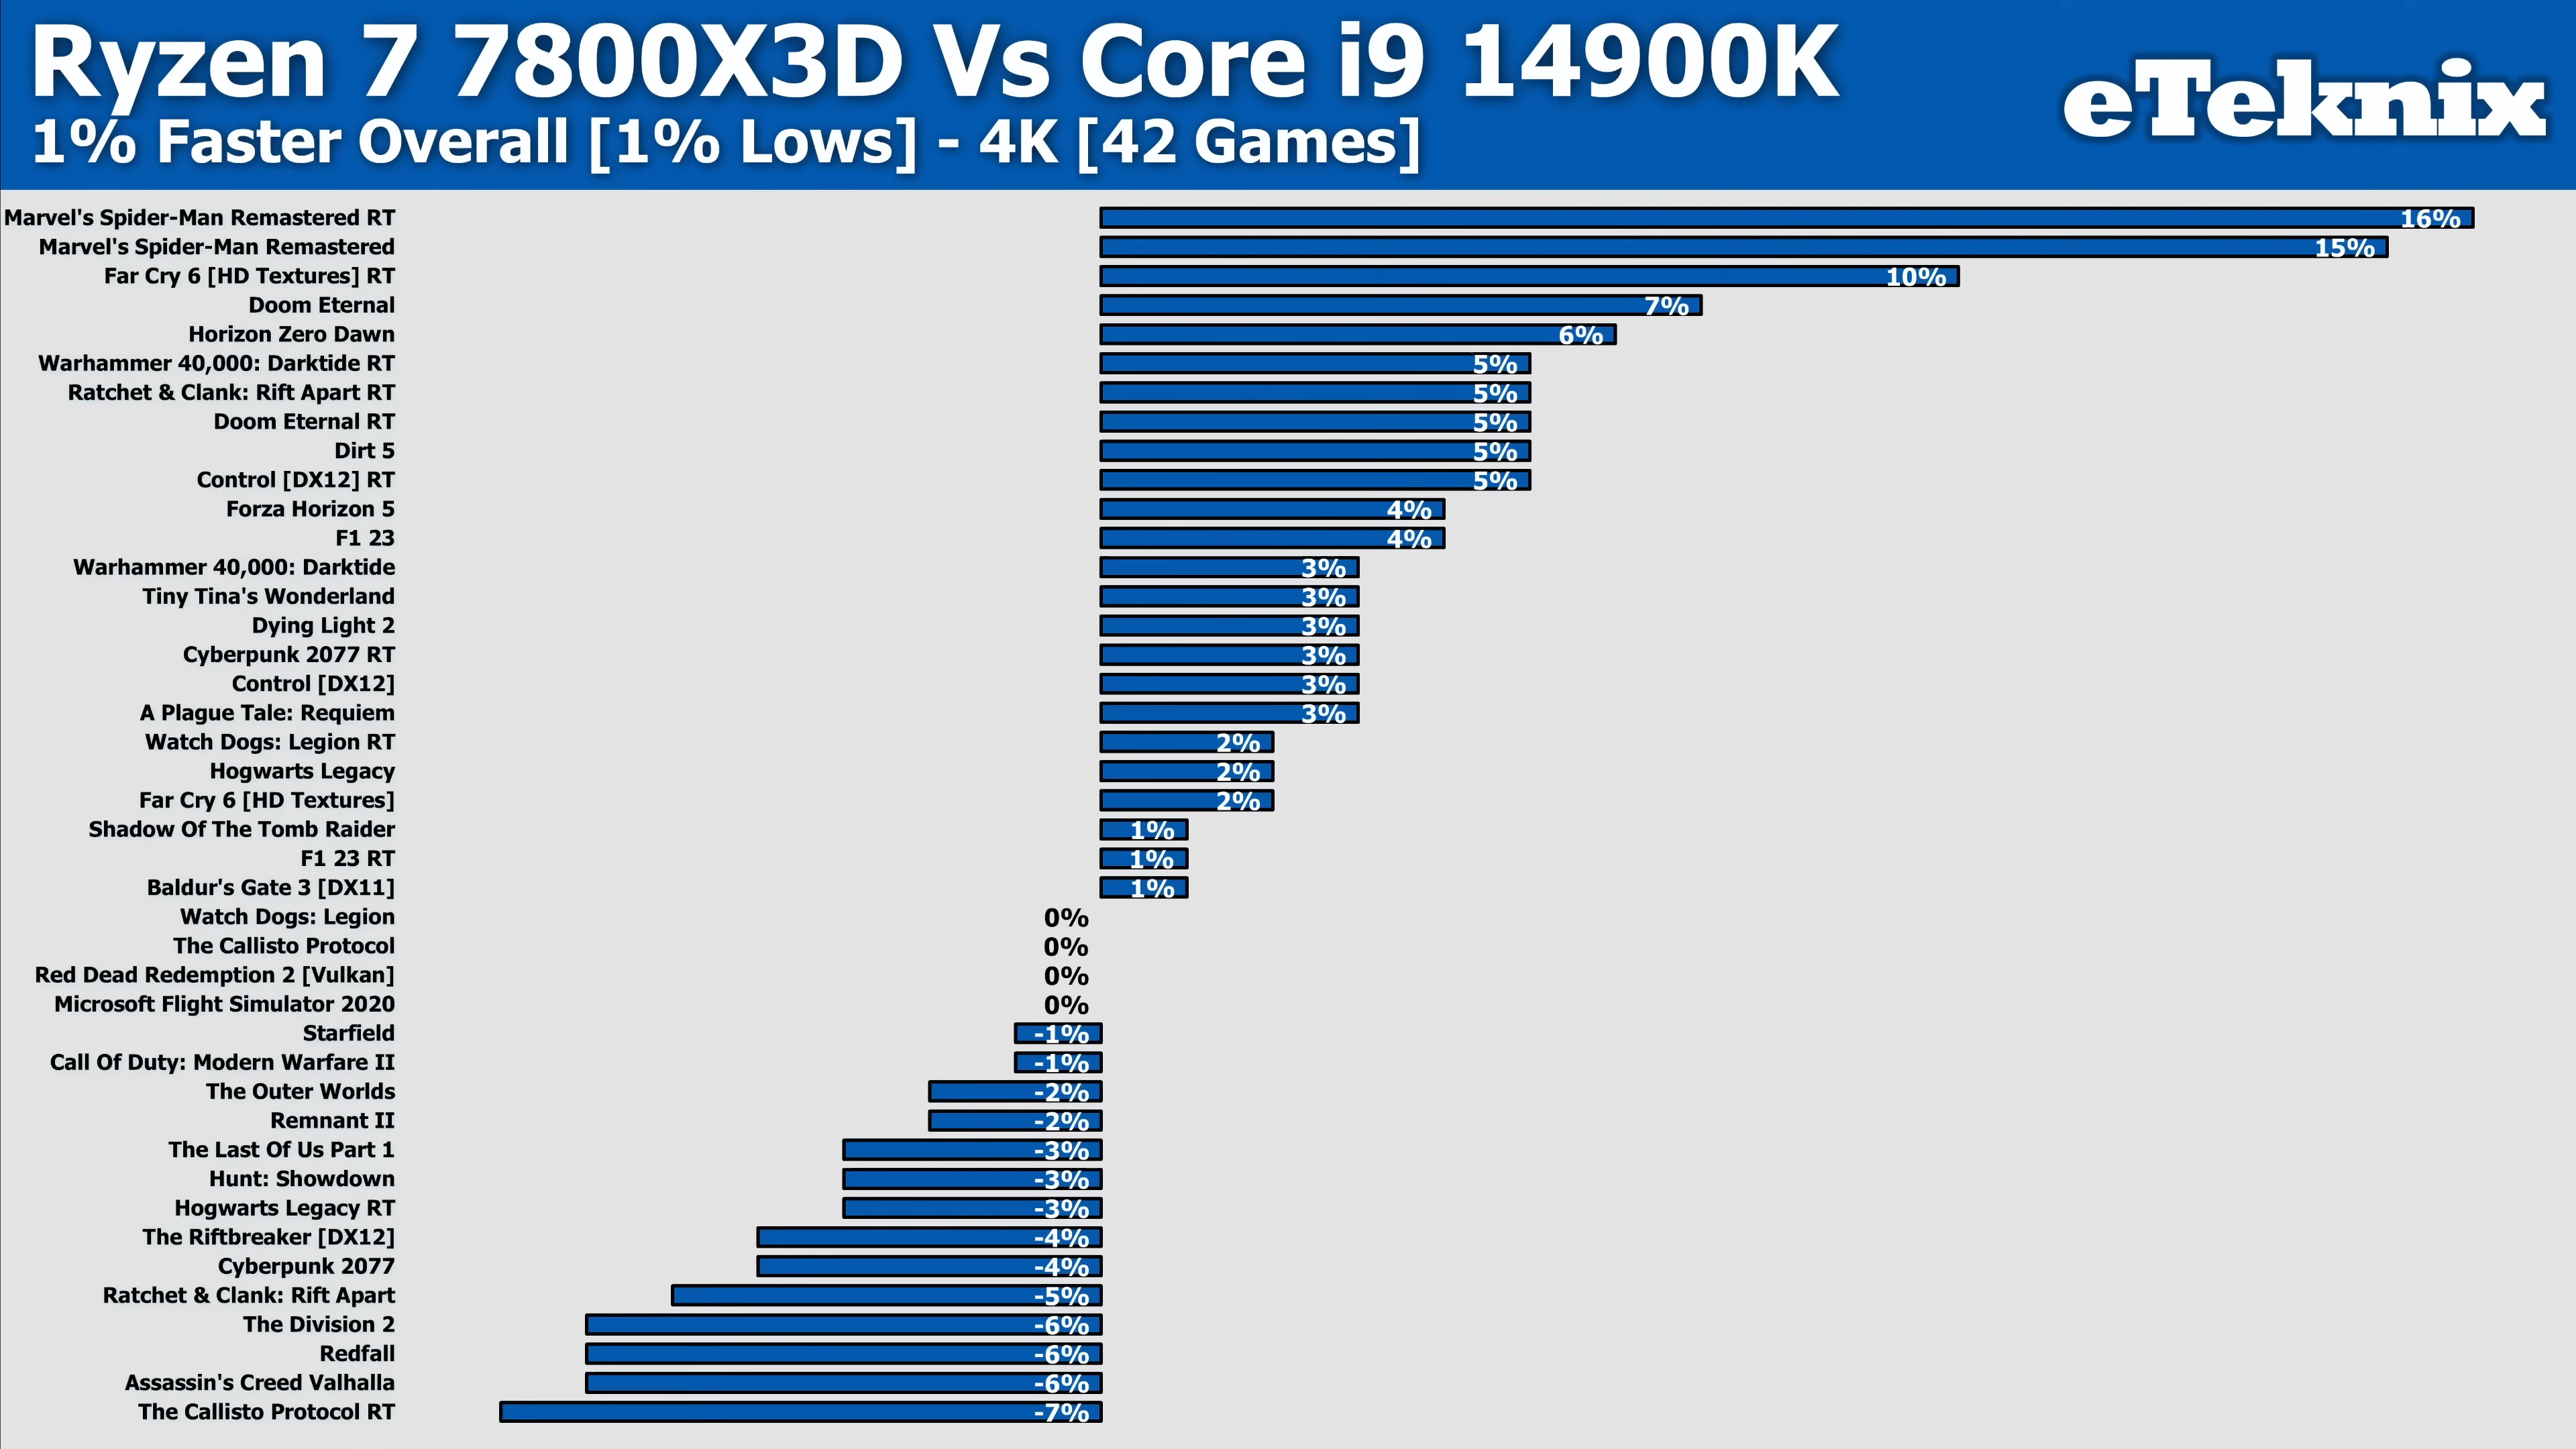 Ryzen 7 7800X3D Vs Core i9 14900K
1% Faster Overall [1% Lows] - 4K [42 Games]
eTeknix
Marvel's Spider-Man Remastered RT 16%
Marvel's Spider-Man Remastered 15%
Far Cry 6 [HD Textures] RT 10%
Doom Eternal 7%
Horizon Zero Dawn 6%
Warhammer 40,000: Darktide RT 5%
Ratchet & Clank: Rift Apart RT 5%
Doom Eternal RT 5%
Dirt 5 5%
Control [DX12] RT 5%
Forza Horizon 5 4%
F1 23 4%
Warhammer 40,000: Darktide 3%
Tiny Tina's Wonderland 3%
Dying Light 2 3%
Cyberpunk 2077 RT 3%
Control [DX12] 3%
A Plague Tale: Requiem 3%
Watch Dogs: Legion RT 2%
Hogwarts Legacy 2%
Far Cry 6 [HD Textures] 2%
Shadow Of The Tomb Raider 1%
F1 23 RT 1%
Baldur's Gate 3 [DX11] 1%
Watch Dogs: Legion 0%
The Callisto Protocol 0%
Red Dead Redemption 2 [Vulkan] 0%
Microsoft Flight Simulator 2020 0%
Starfield -1%
Call Of Duty: Modern Warfare II -1%
The Outer Worlds -2%
Remnant II -2%
The Last Of Us Part 1 -3%
Hunt: Showdown -3%
Hogwarts Legacy RT -3%
The Riftbreaker [DX12] -4%
Cyberpunk 2077 -4%
Ratchet & Clank: Rift Apart -5%
The Division 2 -6%
Redfall -6%
Assassin's Creed Valhalla -6%
The Callisto Protocol RT -7%